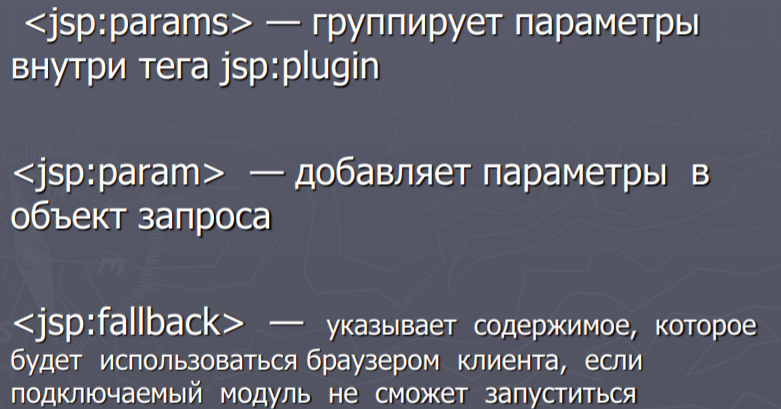 <jsp:params> — группирует параметры
внутри тега jsp:plugin
<jsp:param> — добавляет параметры в
объект запроса
<jsp:fallback> — указывает содержимое, которое
будет использоваться браузером клиента, если
подключаемый модуль не сможет запуститься